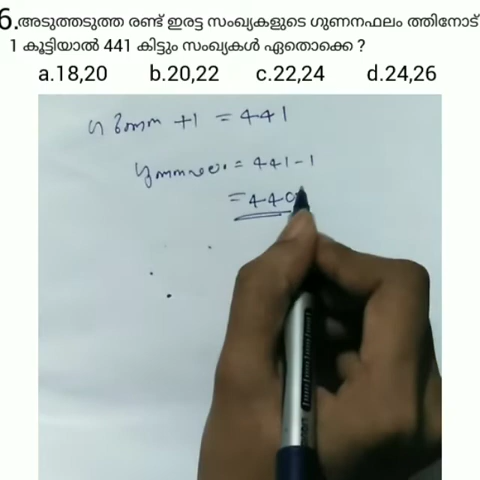 6.അടുത്തടുത്ത രണ്ട് ഇരട്ട സംഖ്യകളുടെ ഗുണനഫലം ത്തിനോട്
1 കൂട്ടിയാൽ 441 കിട്ടും സംഖ്യകൾ ഏതൊക്കെ ?
a.18,20 b.20,22 c.22,24 d.24,26
+1 = 441
= 441-1
= 440